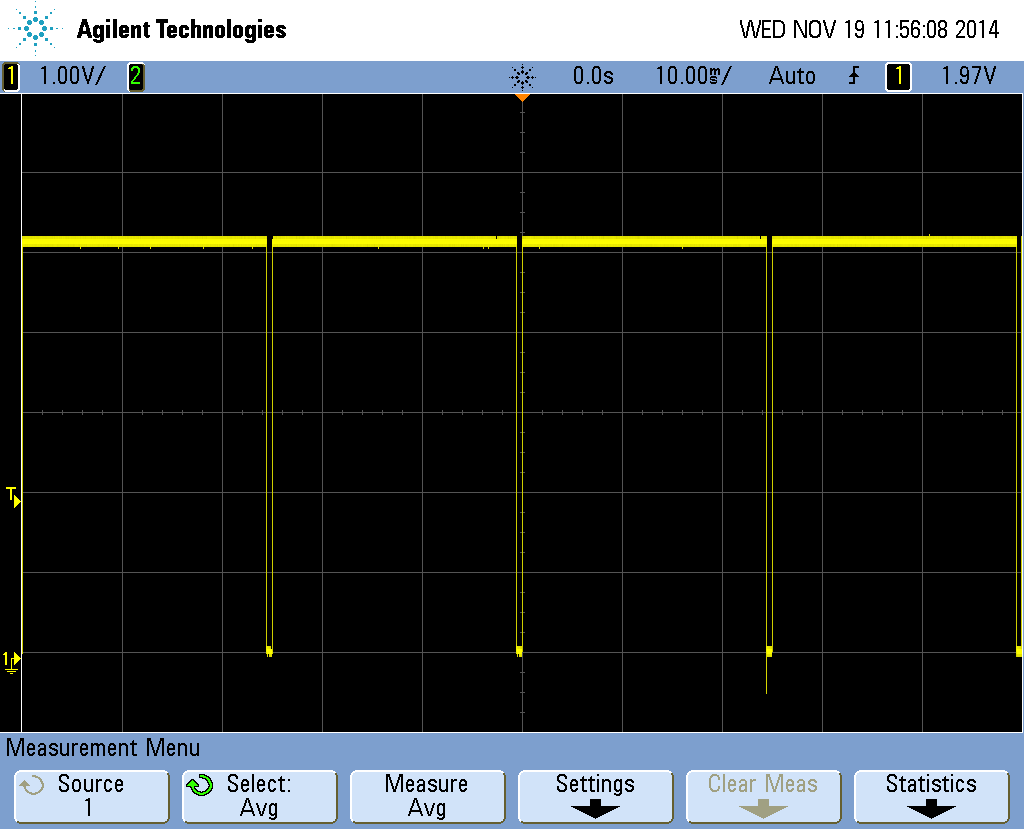 Agilent Technologies
WED NOV 19 11:56:08 2014
1 1.00V/ 2 0.0s 10.00ms/ Auto 1 1.97V
T
1
Measurement Menu
Source
1
Select:
Avg
Measure
Avg
Settings
Clear Meas
Statistics